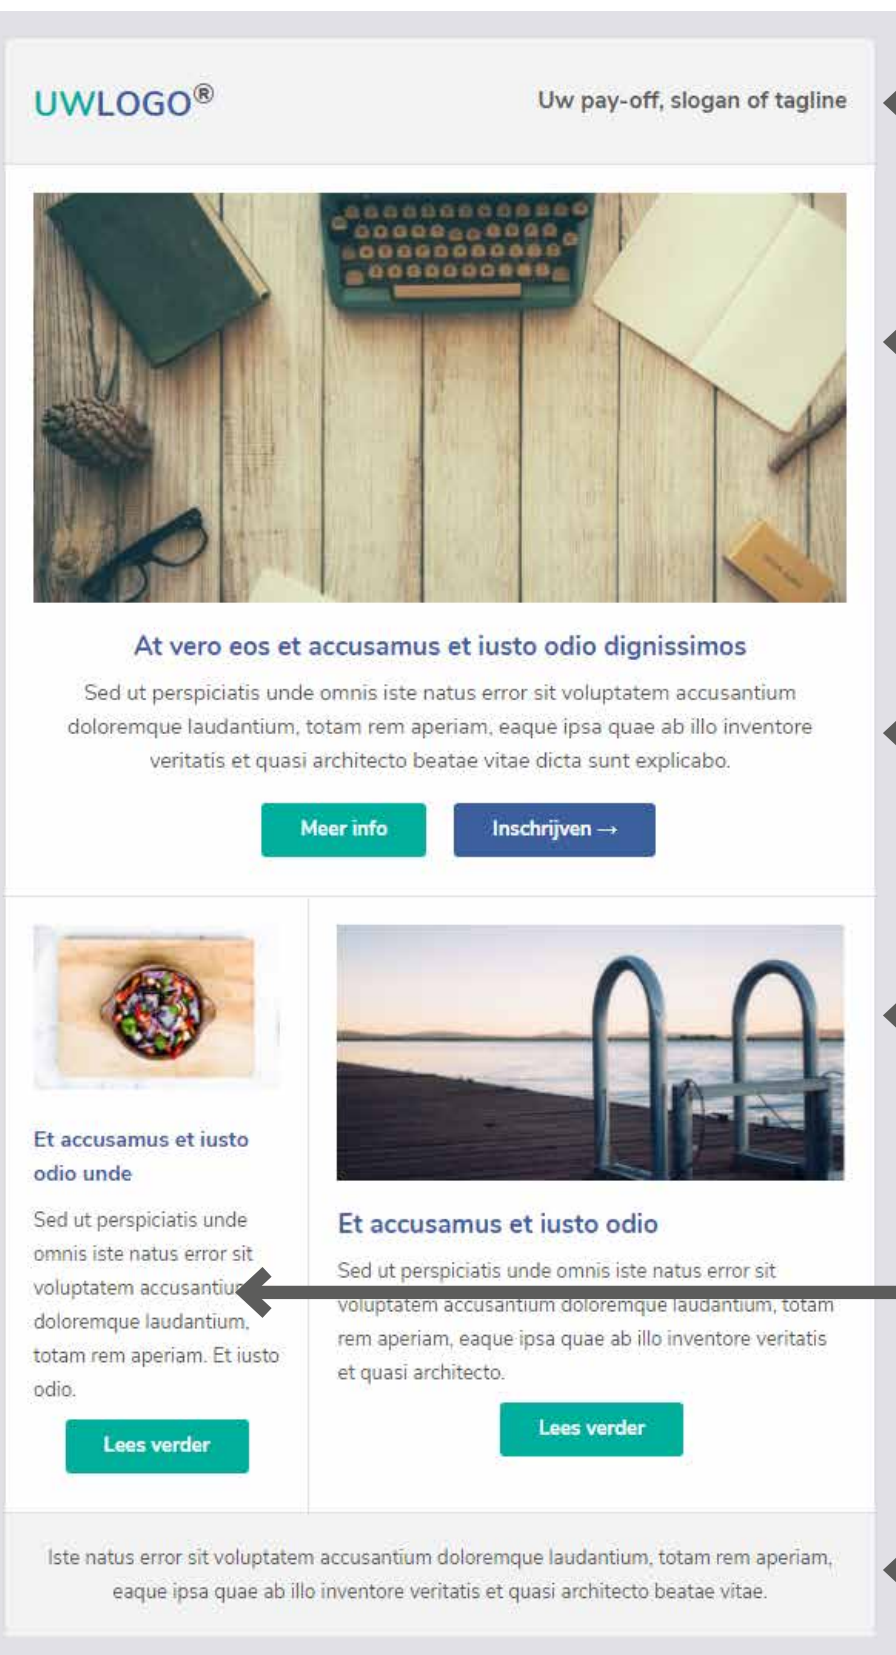 UWLOGO®
Uw pay-off, slogan of tagline
At vero eos et accusamus et iusto odio dignissimos
Sed ut perspiciatis unde omnis iste natus error sit voluptatem accusantium
doloremque laudantium, totam rem aperiam, eaque ipsa quae ab illo inventore
veritatis et quasi architecto beatae vitae dicta sunt explicabo.
Meer info
Inschrijven →
Et accusamus et iusto
odio unde
Sed ut perspiciatis unde
omnis iste natus error sit
voluptatem
doloremque laudantium,
totam rem aperiam. Et iusto
odio.
Lees verder
Et accusamus et iusto odio
Sed ut perspiciatis unde omnis iste natus error sit
voluptatem accusantium doloremque laudantium, totam
rem aperiam, eaque ipsa quae ab illo inventore veritatis
et quasi architecto.
Lees verder
Iste natus error sit voluptatem accusantium doloremque laudantium, totam rem aperiam,
eaque ipsa quae ab illo inventore veritatis et quasi architecto beatae vitae.